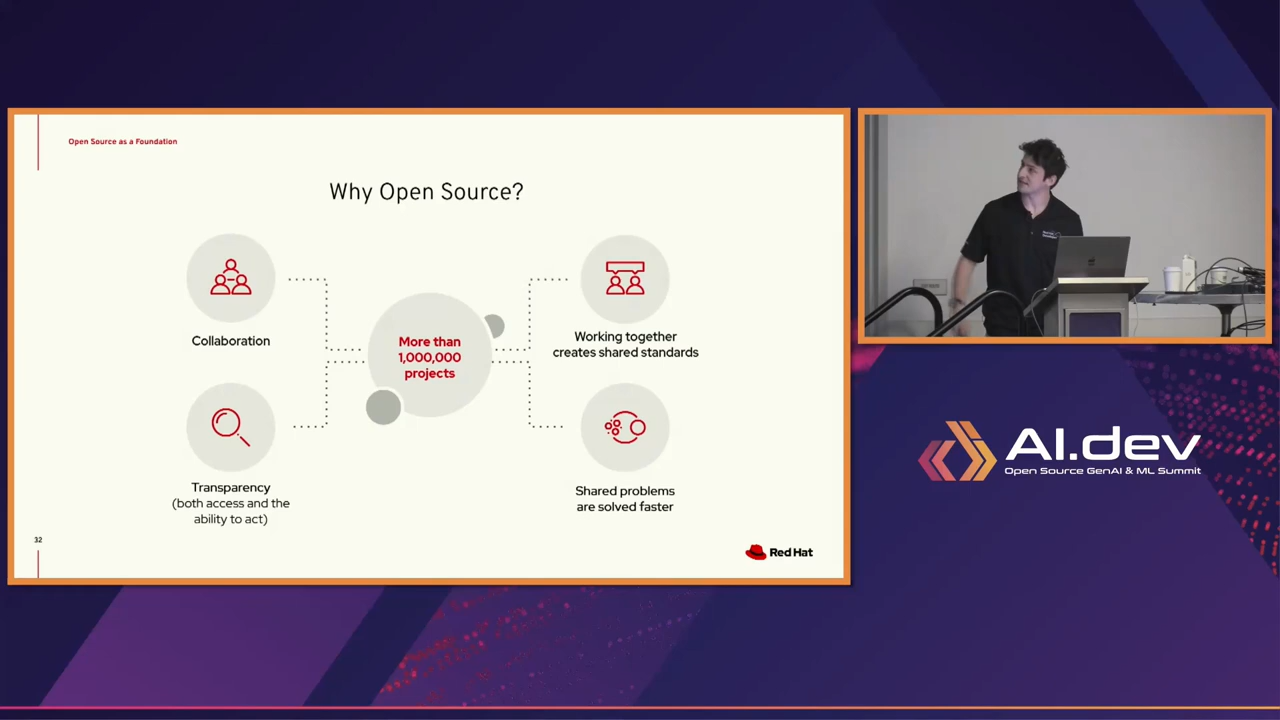 Open Source as a Foundation
Why Open Source?
Collaboration
Transparency
(both access and the
ability to act)
More than
1,000,000
projects
Working together
creates shared standards
Shared problems
are solved faster
32
Red Hat
AI.dev
Open Source GenAI & ML Summit